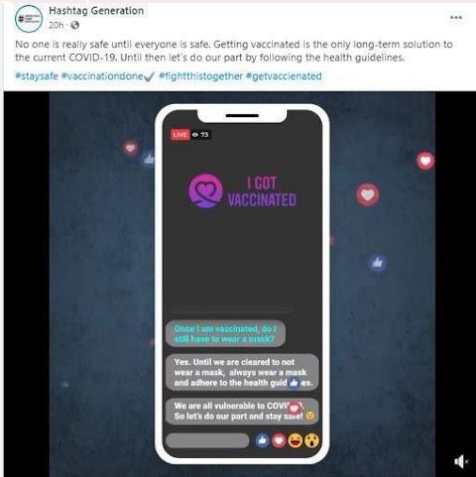 Hashtag Generation
20h
No one is really safe until everyone is safe. Getting vaccinated is the only long-term solution to
the current COVID-19. Until then let's do our part by following the health guidelines.
#staysafe #vaccinationdone✔ #fightthistogether #getvaccienated
LIVE 73
I GOT
VACCINATED
Once I am vaccinated, do I
still have to wear a mask?
Yes. Until we are cleared to not
wear a mask, always wear a mask
and adhere to the health guid es.
We are all vulnerable to COVI
So let's do our part and stay safe!